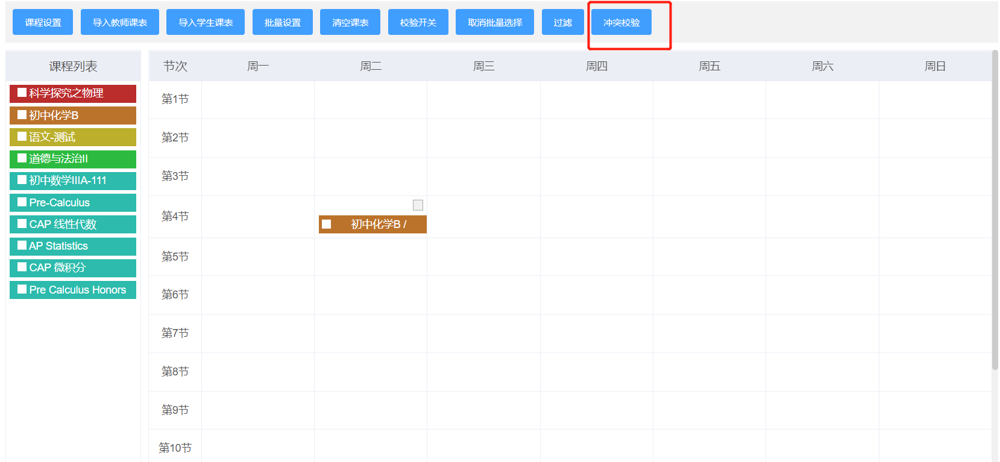 课程设置 导入教师课表 导入学生课表 批量设置 清空课表 校验开关 取消批量选择 过滤 冲突校验
课程列表
科学探究之物理
初中化学B
语文-测试
道德与法治II
初中数学IIIA-111
Pre-Calculus
CAP 线性代数
AP Statistics
CAP 微积分
Pre Calculus Honors
节次 周一 周二 周三 周四 周五 周六 周日
第1节
第2节
第3节
第4节
初中化学B /
第5节
第6节
第7节
第8节
第9节
第10节